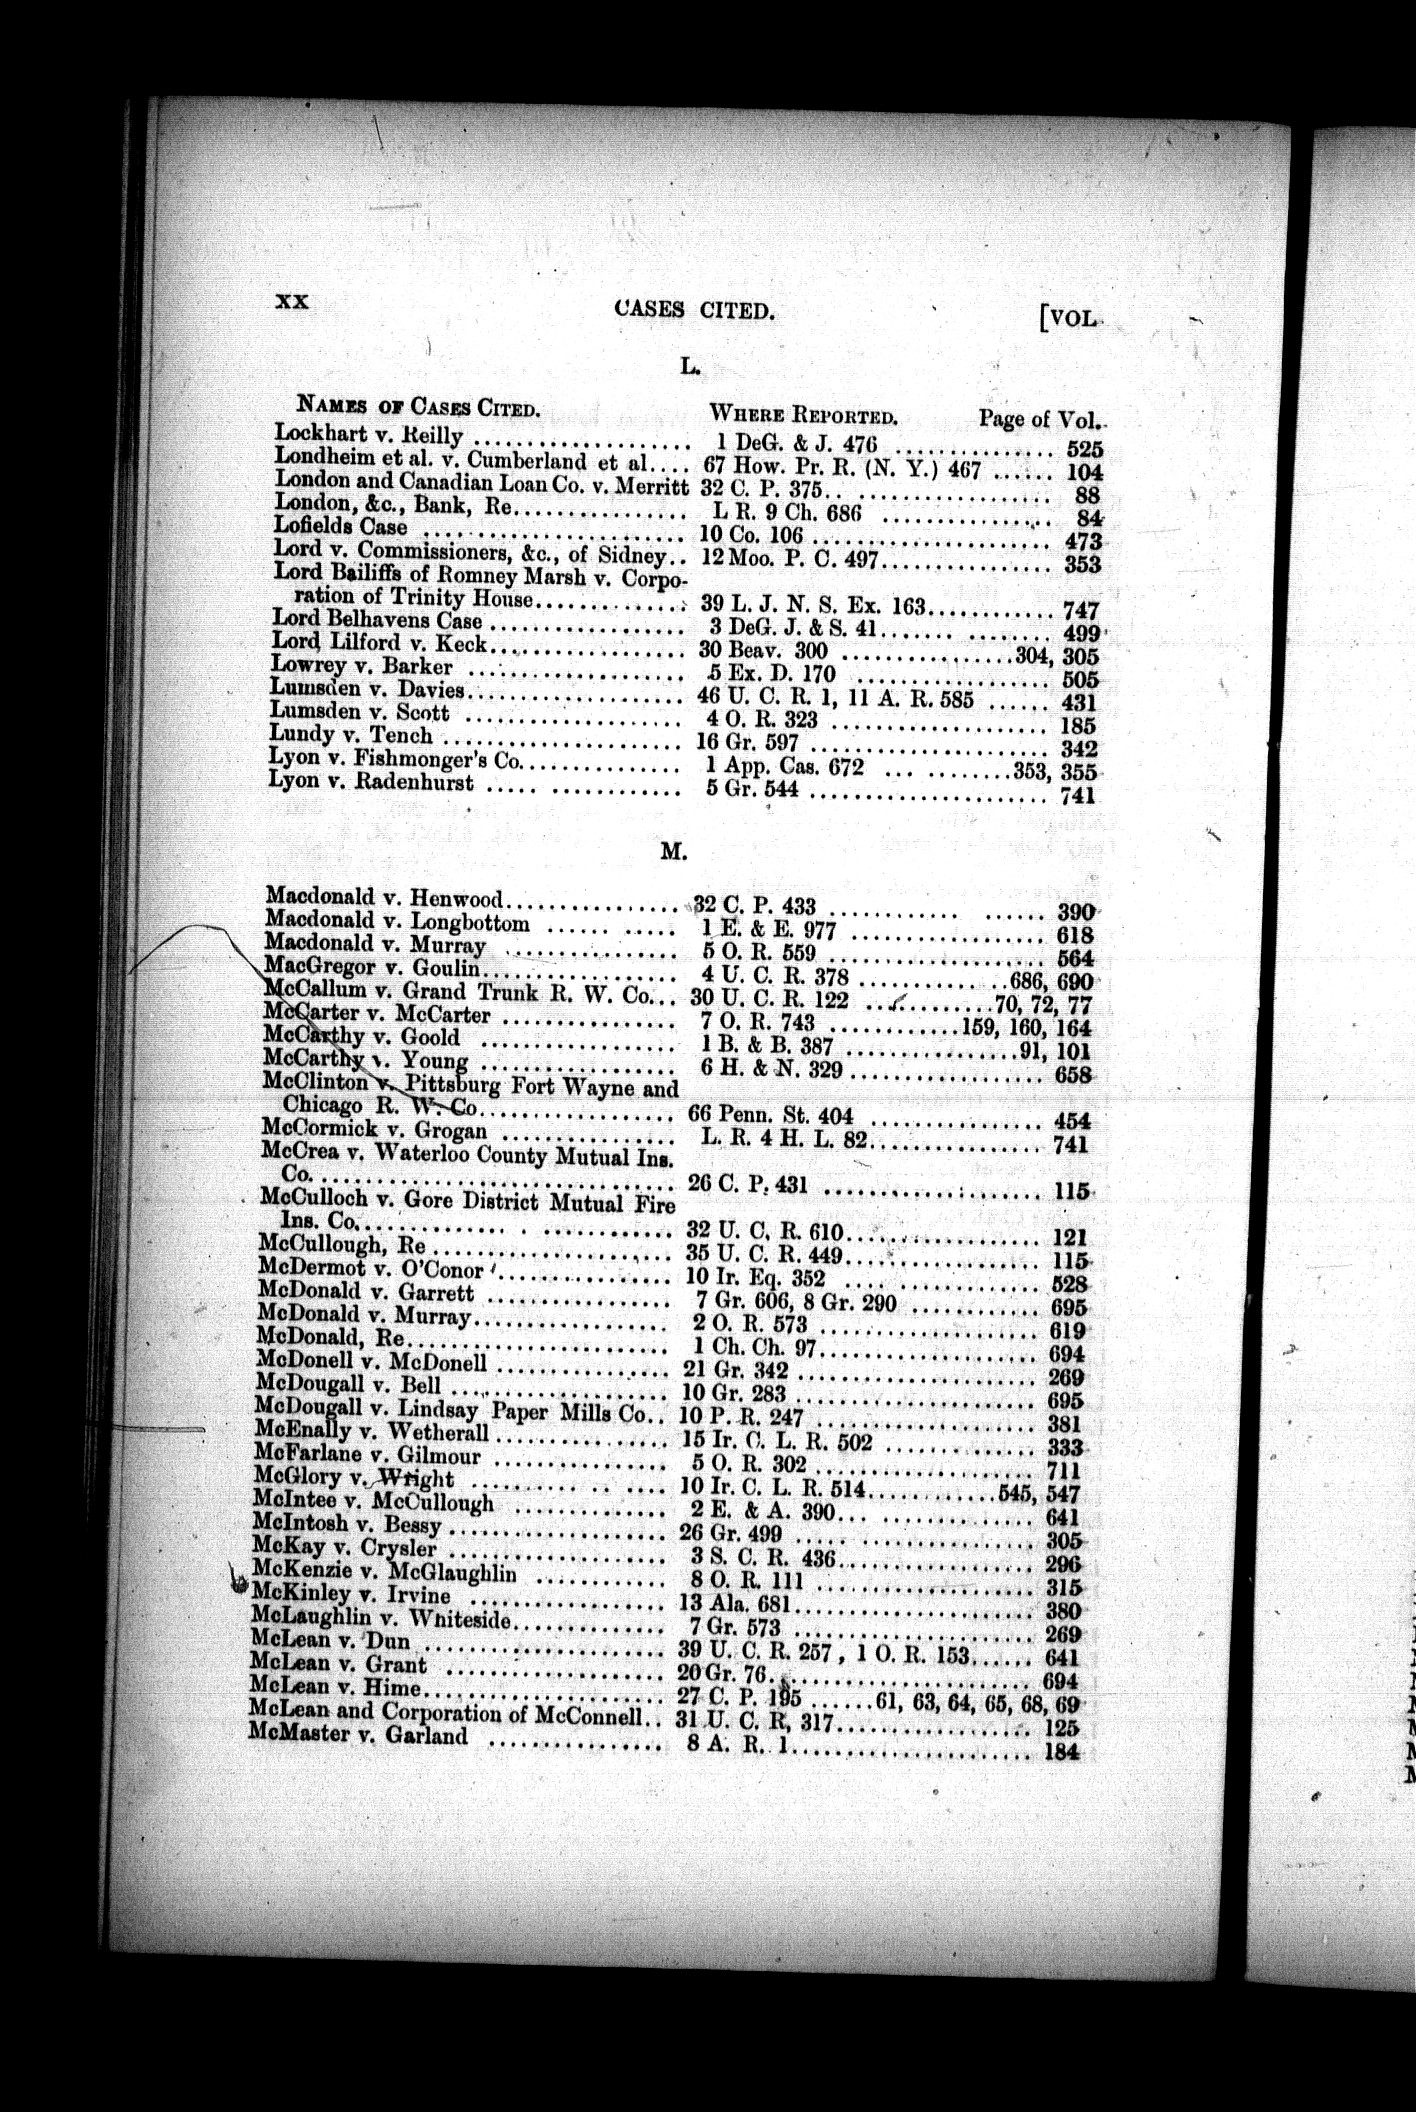 xx CASES CITED. [VOL.
L.
NAMES OF CASES CITED. WHERE REPORTED. Page of Vol.
Lockhart v. Reilly ................... 1 DeG. & J. 476 ............... 525
Londheim et al. v. Cumberland et al.... 67 How. Pr. R. (N. Y.) 467 ...... 104
London and Canadian Loan Co. v. Merritt 32 C. P. 375.. ................. 88
London, &c., Bank, Re................ L R. 9 Ch. 686 ................ 84
Lofields Case ....................... 10 Co. 106 ..................... 473
Lord v. Commissioners, &c., of Sidney.. 12 Moo. P. C. 497............... 353
Lord Bailiffs of Romney Marsh v. Corpo-
ration of Trinity House.............. 39 L. J. N. S. Ex. 163........... 747
Lord Belhavens Case .................. 3 DeG. J. & S. 41....... ........ 499
Lord Lilford v. Keck.................. 30 Beav. 300 ................304, 305
Lowrey v. Barker .................... 5 Ex. D. 170 .................. 505
Lumsden v. Davies.................... 46 U. C. R. 1, 11 A. R. 585 ...... 431
Lumsden v. Scott .................... 4 O. R. 323 .................... 185
Lundy v. Tench ...................... 16 Gr. 597 ...................... 342
Lyon v. Fishmonger's Co............... 1 App. Cas. 672 ... .........353, 355
Lyon v. Radenhurst ..... ............ 5 Gr. 544 ...................... 741
M.
Macdonald v. Henwood................ 32 C. P. 433 ............ ...... 390
Macdonald v. Longbottom ...... ..... 1 E. & E. 977 .................. 618
Macdonald v. Murray ................ 5 O. R. 559 .................... 564
MacGregor v. Goulin.................. 4 U. C. R. 378 ..............686, 690
McCallum v. Grand Trunk R. W. Co... 30 U. C. R. 122 ............70, 72, 77
McCarter v. McCarter ................ 7 O. R. 743 ............159, 160, 164
McCarthy v. Goold .................. 1 B. & B. 387 ................91, 101
McCarthy v. Young .................. 6 H. & N. 329 .................. 658
McClinton v. Pittsburg Fort Wayne and
Chicago R. W. Co.................. 66 Penn. St. 404 ................ 454
McCormick v. Grogan ................ L. R. 4 H. L. 82................ 741
McCrea v. Waterloo County Mutual Ins.
Co. ................................ 26 C. P. 431 .................... 115
McCulloch v. Gore District Mutual Fire
Ins. Co............... . ............ 32 U. C. R. 610.................. 121
McCullough, Re ...................... 35 U. C. R. 449.................. 115
McDermot v. O'Conor ................ 10 Ir. Eq. 352 .... ............. 528
McDonald v. Garrett ................ 7 Gr. 606, 8 Gr. 290 ............ 695
McDonald v. Murray.................. 2 O. R. 573 .................... 619
McDonald, Re........................ 1 Ch. Ch. 97.................... 694
McDonell v. McDonell ................ 21 Gr. 342 ...................... 269
McDougall v. Bell .................... 10 Gr. 283 ...................... 695
McDougall v. Lindsay Paper Mills Co.. 10 P. R. 247 .................... 381
McEnally v. Wetherall ................ 15 Ir. C. L. R. 502 .............. 333
McFarlane v. Gilmour ................ 5 O. R. 302 .................... 711
McGlory v. Wright .......... .. .... 10 Ir. C. L. R. 514............545, 547
McIntee v. McCullough .............. 2 E. & A. 390... .............. 641
McIntosh v. Bessy .................... 26 Gr. 499 ..... ................ 305
McKay v. Crysler .................... 3 S. C. R. 436.................. 296
McKenzie v. McGlaughlin ............ 8 O. R. 111 .................... 315
McKinley v. Irvine .................. 13 Ala. 681...................... 380
McLaughlin v. Whiteside.............. 7 Gr. 573 ...................... 269
McLean v. Dun ...................... 39 U. C. R. 257, 1 O. R. 153...... 641
McLean v. Grant .................... 20 Gr. 76........................ 694
McLean v. Hime...................... 27 C. P. 195 ......61, 63, 64, 65, 68, 69
McLean and Corporation of McConnell.. 31 U. C. R. 317.................. 125
McMaster v. Garland ................ 8 A. R. 1...................... 184